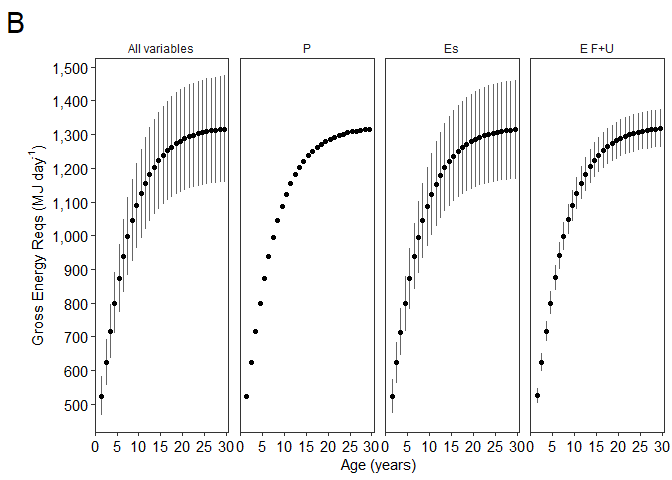 B
All variables P Es E F+U
1,500
1,400
1,300
1,200
1,100
1,000
900
800
700
600
500
Gross Energy Reqs (MJ day⁻¹)
0 5 10 15 20 25 30 0 5 10 15 20 25 30 0 5 10 15 20 25 30 0 5 10 15 20 25 30
Age (years)